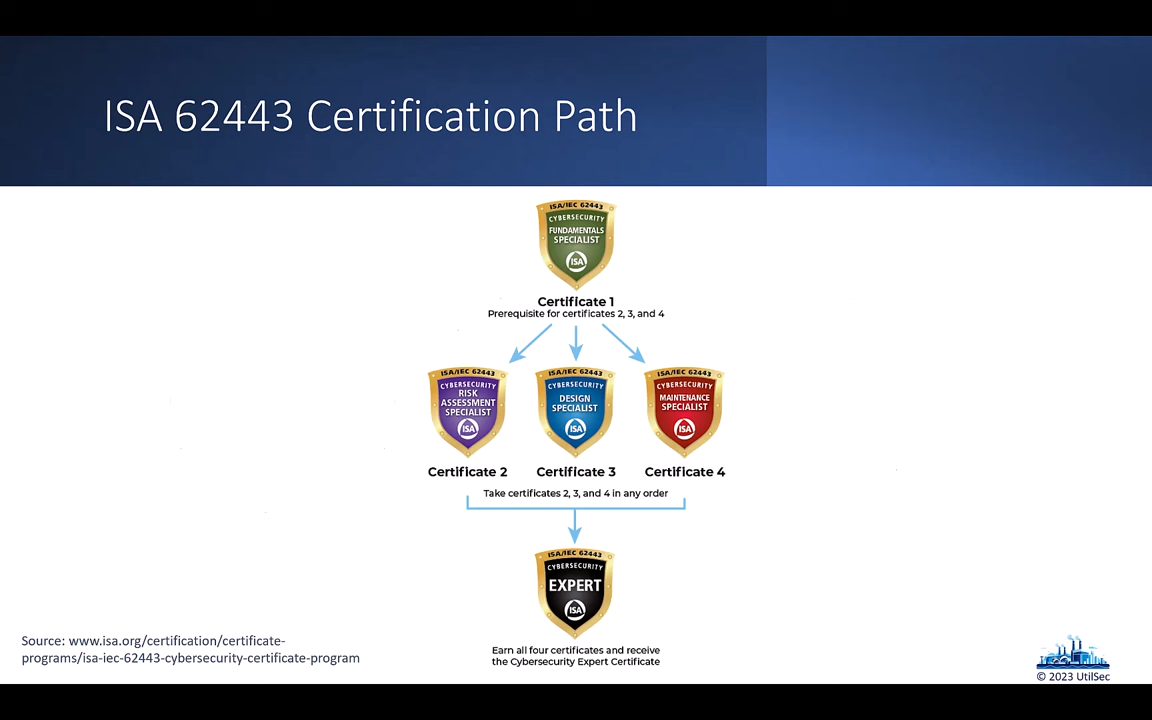 ISA 62443 Certification Path
ISA/IEC 62443
CYBERSECURITY
FUNDAMENTALS
SPECIALIST
ISA
Certificate 1
Prerequisite for certificates 2, 3, and 4
ISA/IEC 62443
CYBERSECURITY
RISK
ASSESSMENT
SPECIALIST
ISA
Certificate 2
ISA/IEC 62443
CYBERSECURITY
DESIGN
SPECIALIST
ISA
Certificate 3
ISA/IEC 62443
CYBERSECURITY
MAINTENANCE
SPECIALIST
ISA
Certificate 4
Take certificates 2, 3, and 4 in any order
ISA/IEC 62443
CYBERSECURITY
EXPERT
ISA
Earn all four certificates and receive
the Cybersecurity Expert Certificate
Source: www.isa.org/certification/certificate-
programs/isa-iec-62443-cybersecurity-certificate-program
© 2023 UtilSec